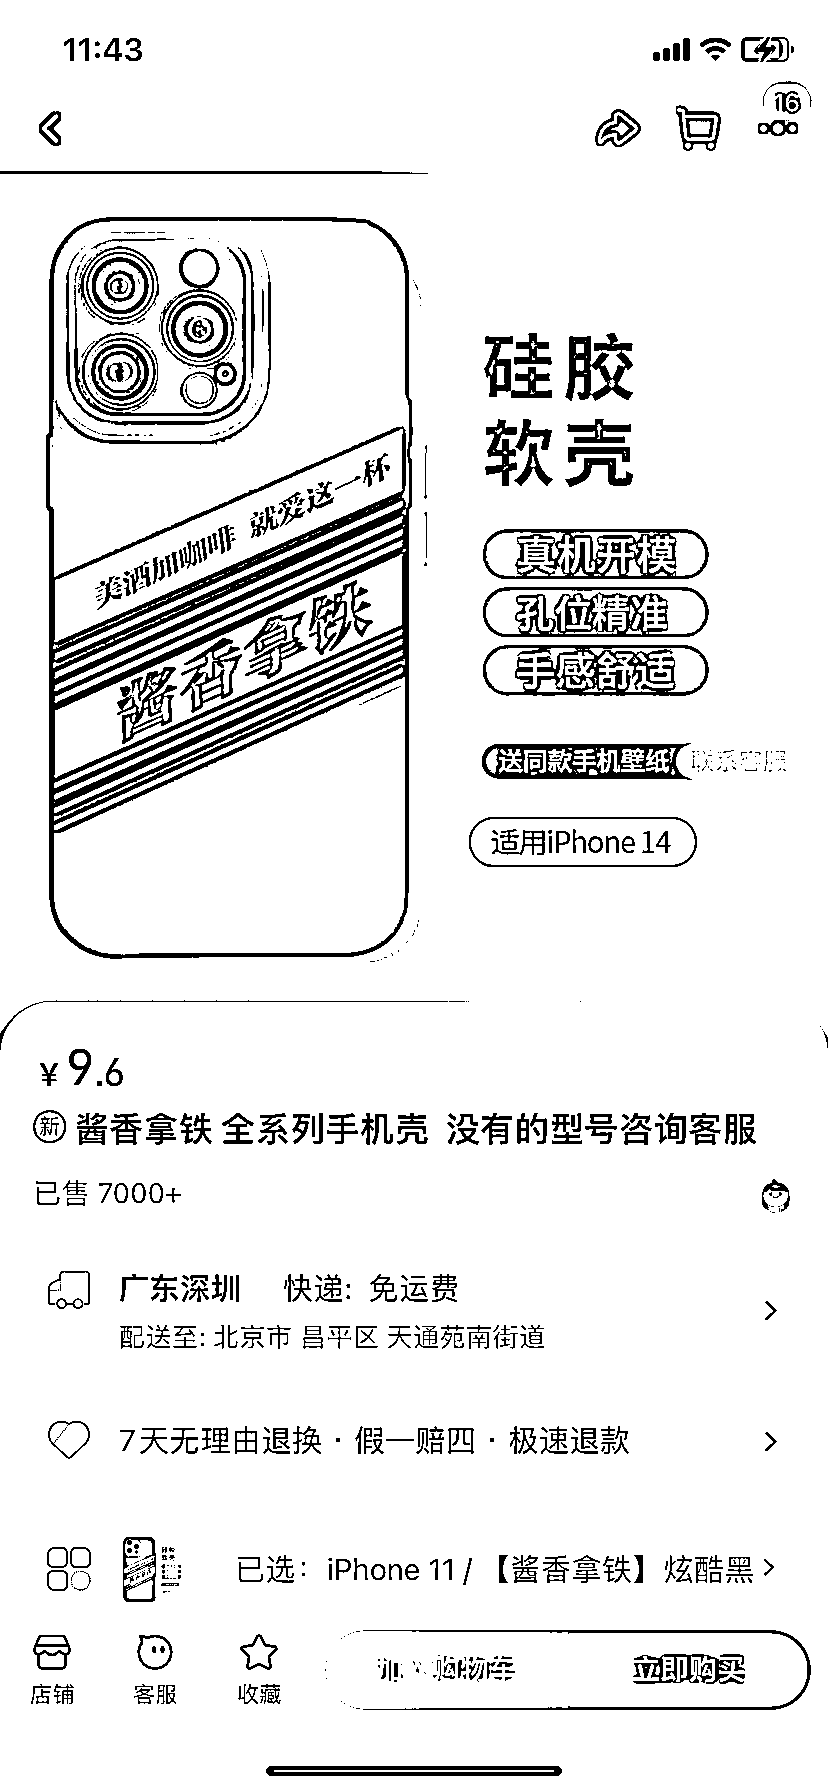 11:43
16
硅胶
软壳
美酒加咖啡 就爱这一杯
酱香拿铁
真机开模
孔位精准
手感舒适
送同款手机壁纸 联系客服
适用iPhone 14
¥9.6
新 酱香拿铁 全系列手机壳 没有的型号咨询客服
已售 7000+
广东深圳 快递: 免运费
配送至: 北京市 昌平区 天通苑南街道
7天无理由退换 · 假一赔四 · 极速退款
已选: iPhone 11 / 【酱香拿铁】炫酷黑
店铺 客服 收藏 加入购物车 立即购买